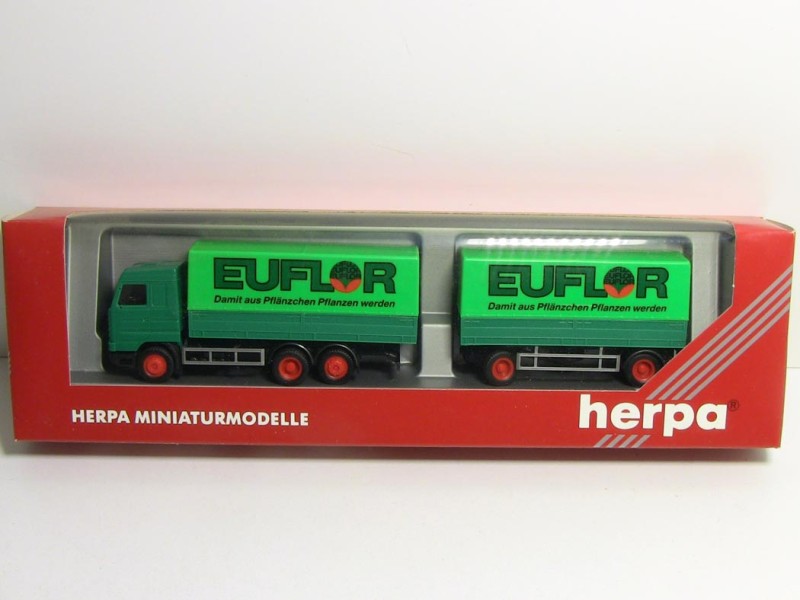 EUFLOR
Damit aus Pflänzchen Pflanzen werden
EUFLOR
Damit aus Pflänzchen Pflanzen werden
HERPA MINIATURMODELLE
herpa®